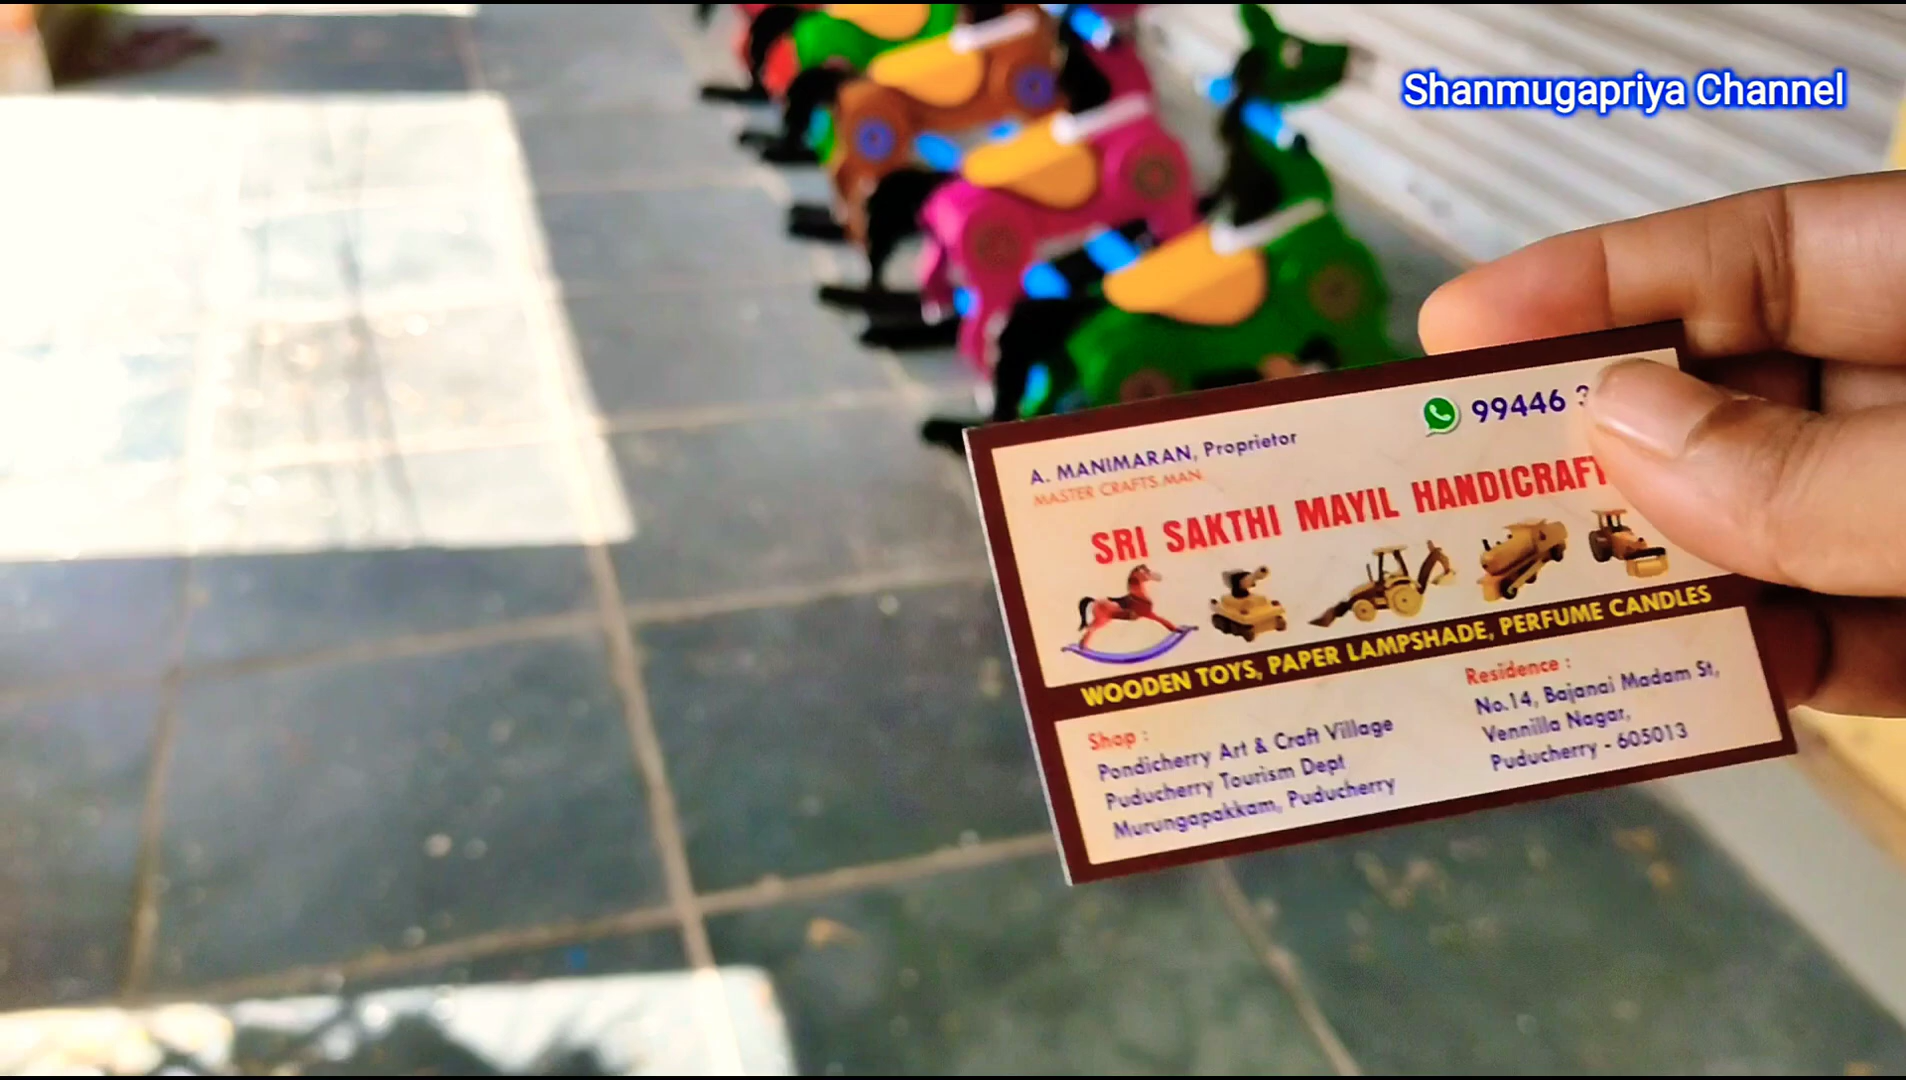 Shanmugapriya Channel
99446
A. MANIMARAN, Proprietor
MASTER CRAFTS.MAN
SRI SAKTHI MAYIL HANDICRAFT
WOODEN TOYS, PAPER LAMPSHADE, PERFUME CANDLES
Shop :
Pondicherry Art & Craft Village
Puducherry Tourism Dept
Murungapakkam, Puducherry
Residence :
No.14, Bajanai Madam St,
Vennilla Nagar,
Puducherry - 605013